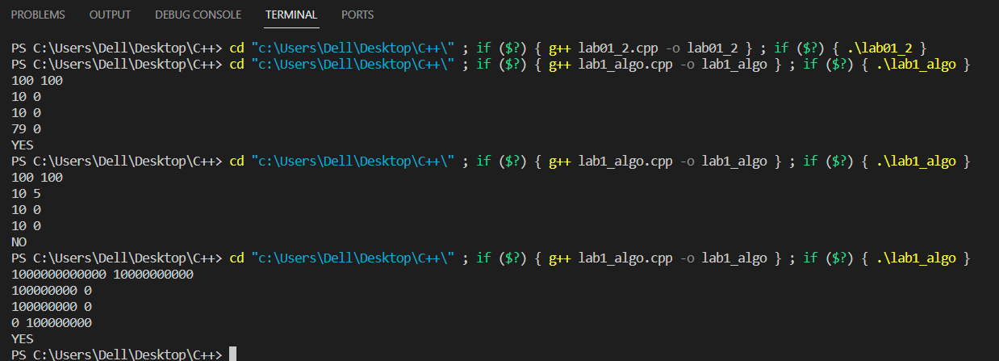 PROBLEMS OUTPUT DEBUG CONSOLE TERMINAL PORTS
PS C:\Users\Dell\Desktop\C++> cd "c:\Users\Dell\Desktop\C++\" ; if ($?) { g++ lab01_2.cpp -o lab01_2 } ; if ($?) { .\lab01_2 }
PS C:\Users\Dell\Desktop\C++> cd "c:\Users\Dell\Desktop\C++\" ; if ($?) { g++ lab1_algo.cpp -o lab1_algo } ; if ($?) { .\lab1_algo }
100 100
10 0
10 0
79 0
YES
PS C:\Users\Dell\Desktop\C++> cd "c:\Users\Dell\Desktop\C++\" ; if ($?) { g++ lab1_algo.cpp -o lab1_algo } ; if ($?) { .\lab1_algo }
100 100
10 5
10 0
10 0
NO
PS C:\Users\Dell\Desktop\C++> cd "c:\Users\Dell\Desktop\C++\" ; if ($?) { g++ lab1_algo.cpp -o lab1_algo } ; if ($?) { .\lab1_algo }
1000000000000 10000000000
100000000 0
100000000 0
0 100000000
YES
PS C:\Users\Dell\Desktop\C++>